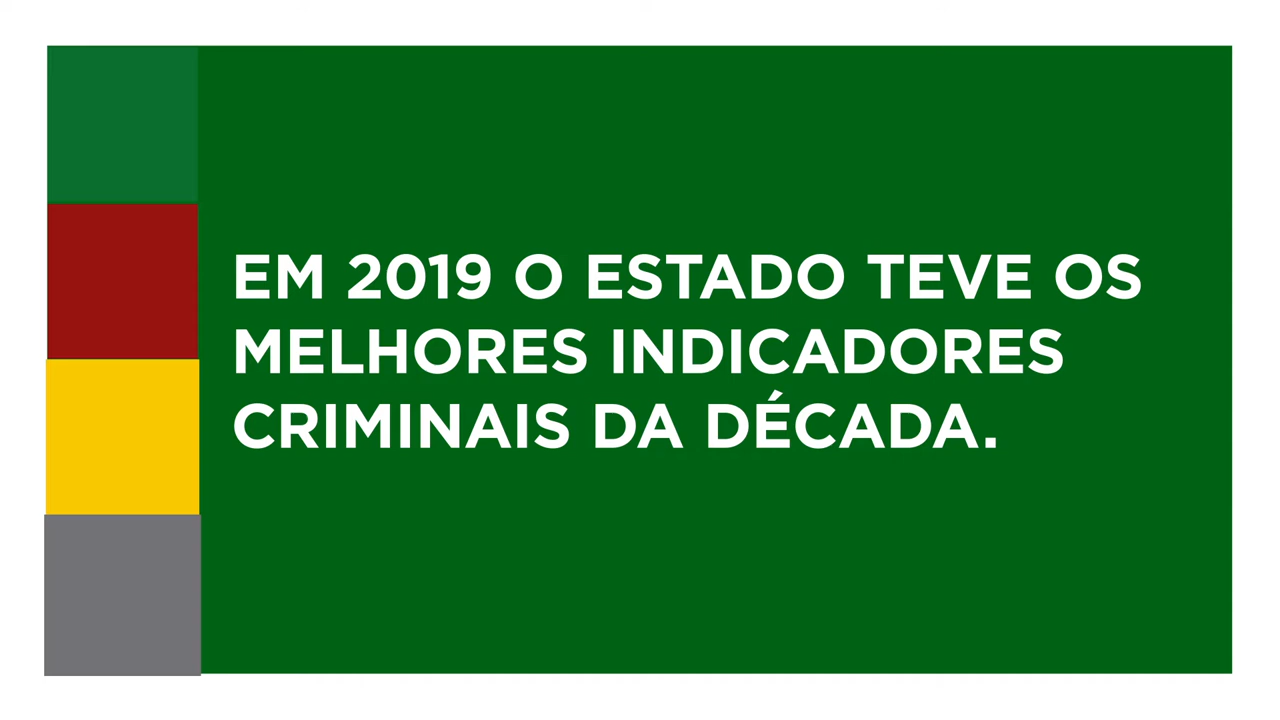 EM 2019 O ESTADO TEVE OS
MELHORES INDICADORES
CRIMINAIS DA DÉCADA.